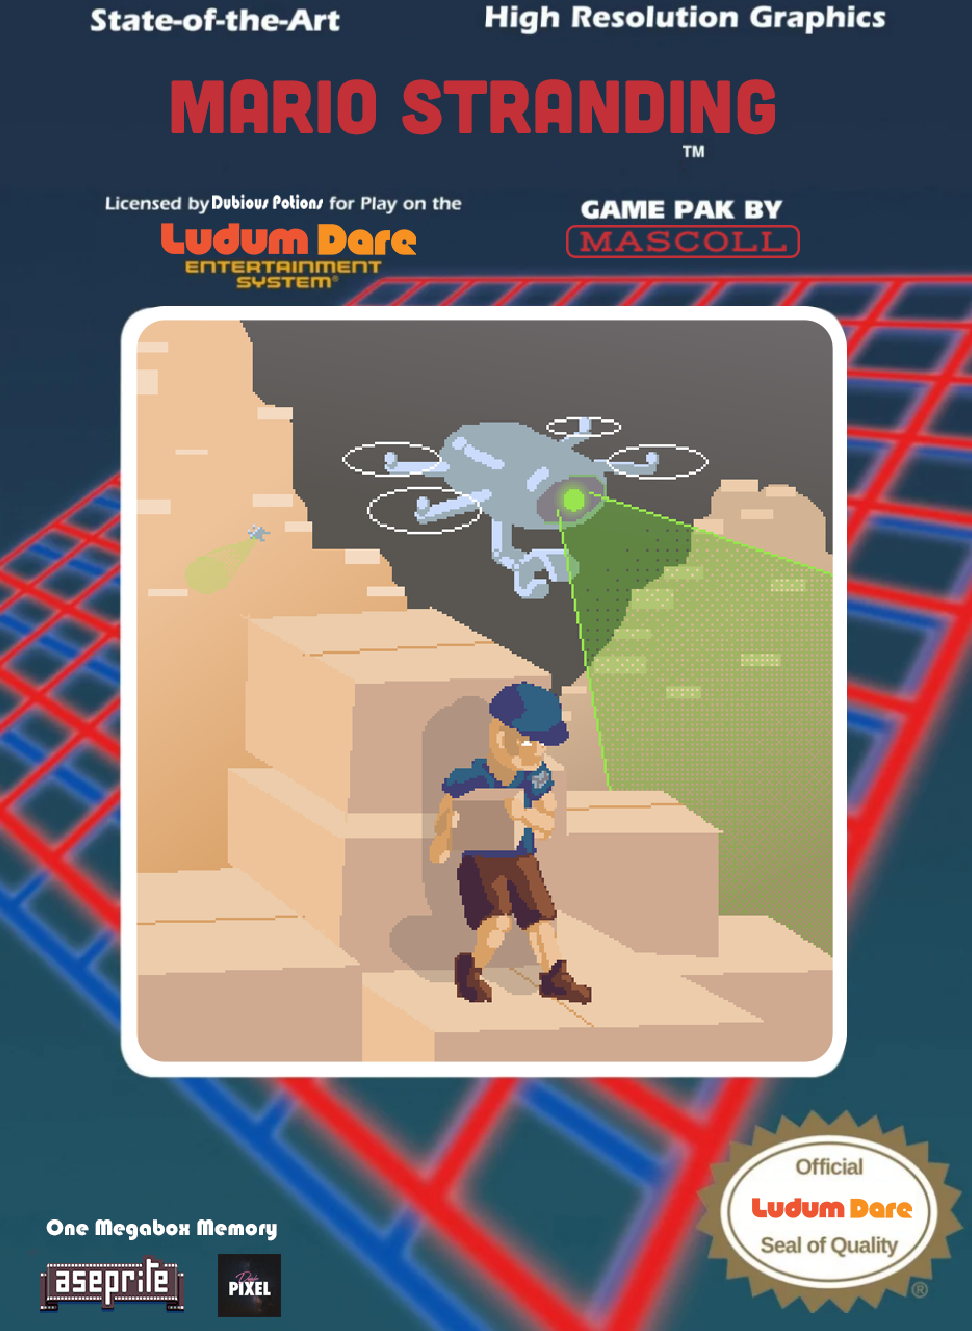 State-of-the-Art
High Resolution Graphics
MARIO STRANDING
TM
Licensed by Dubious Potions for Play on the
Ludum Dare
ENTERTAINMENT
SYSTEM®
GAME PAK BY
MASCOLL
One Megabox Memory
aseprite
PIXEL
Official
Ludum Dare
Seal of Quality
®